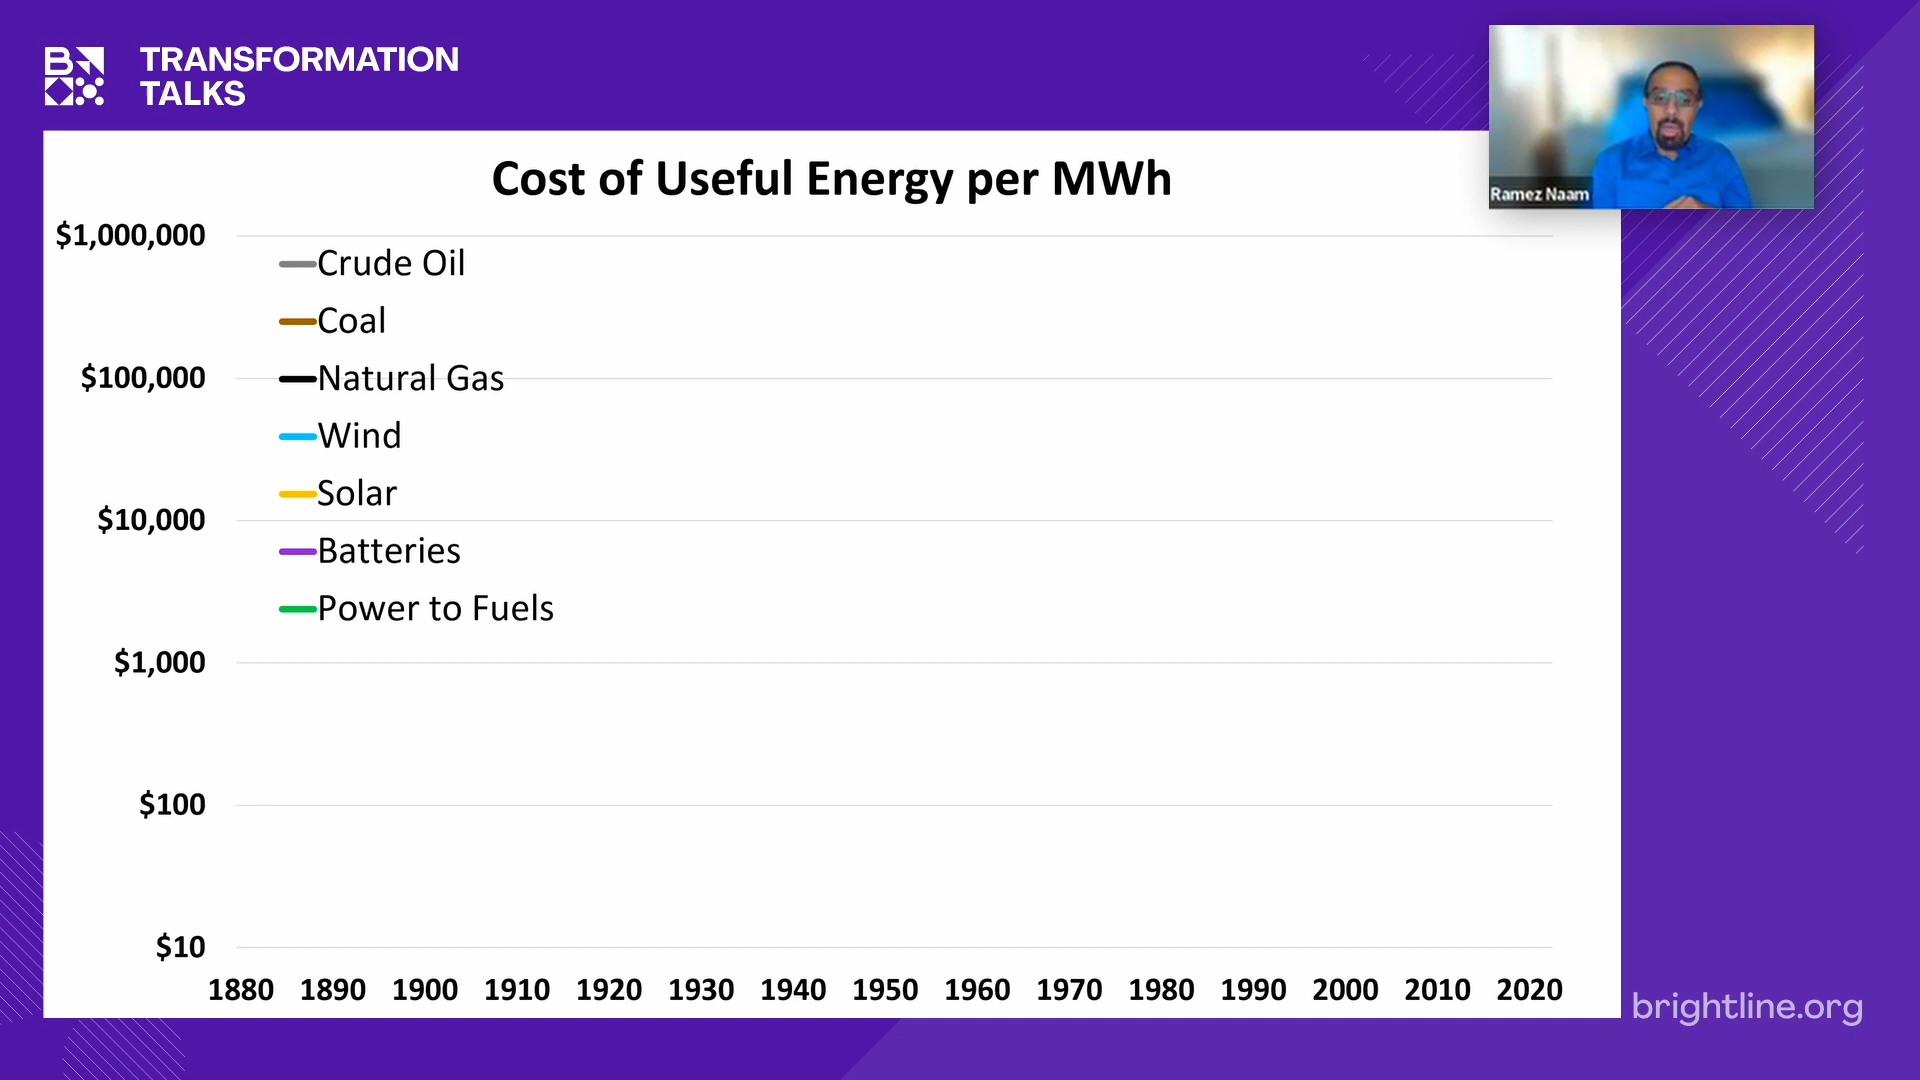 B
TRANSFORMATION
TALKS
Ramez Naam
Cost of Useful Energy per MWh
$1,000,000
$100,000
$10,000
$1,000
$100
$10
Crude Oil
Coal
Natural Gas
Wind
Solar
Batteries
Power to Fuels
1880 1890 1900 1910 1920 1930 1940 1950 1960 1970 1980 1990 2000 2010 2020
brightline.org